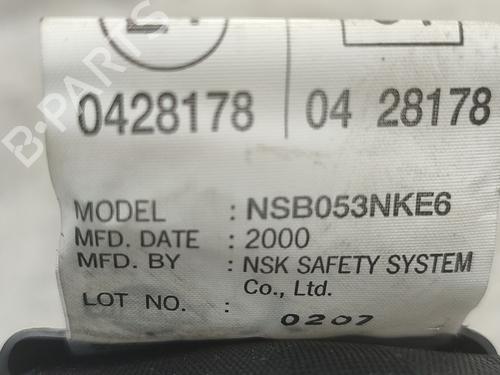 0428178 04 28178
MODEL : NSB053NKE6
MFD. DATE : 2000
MFD. BY : NSK SAFETY SYSTEM
Co., Ltd.
LOT NO. :
0207
B-PARTS